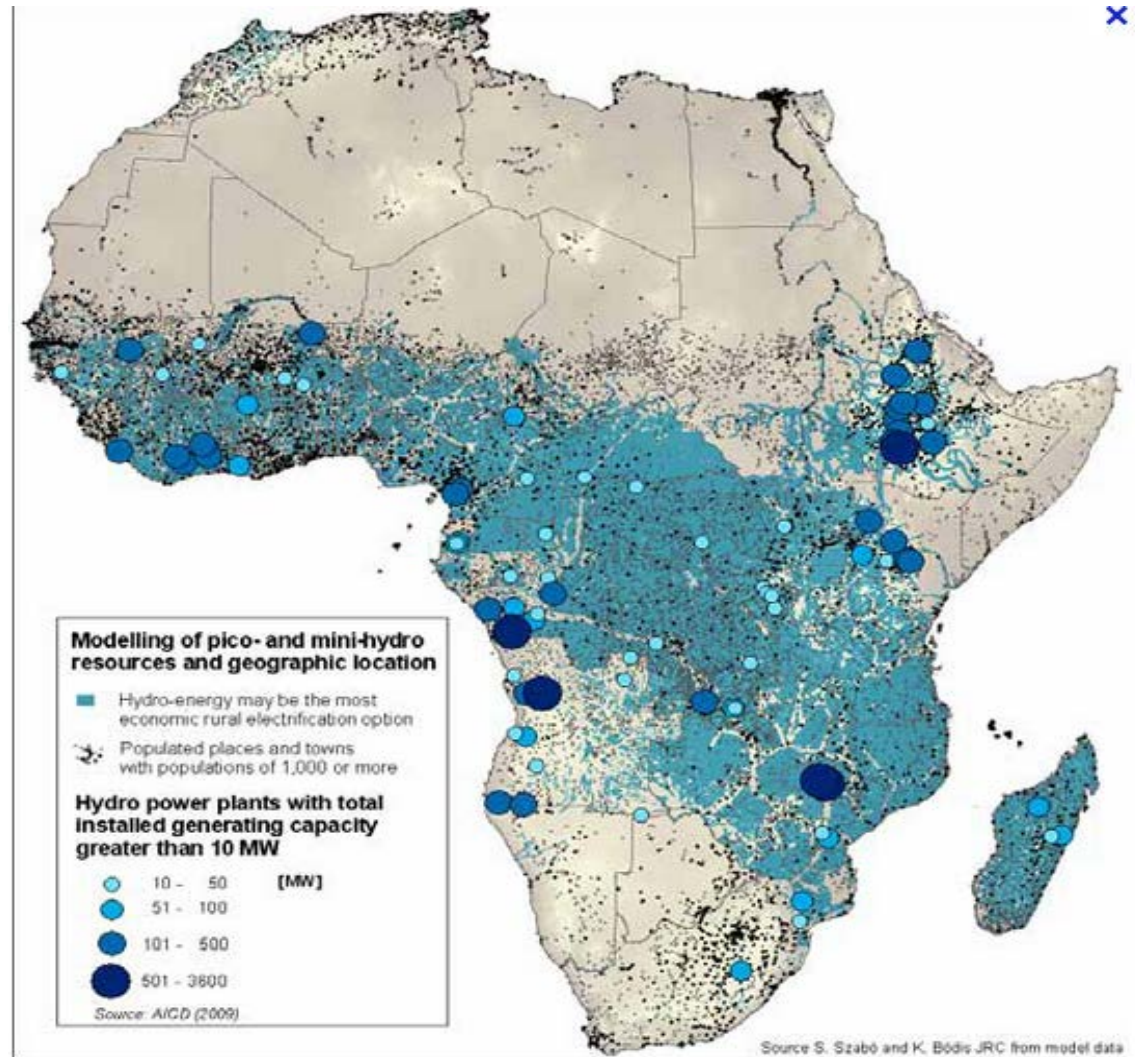 Modelling of pico- and mini-hydro
resources and geographic location
Hydro-energy may be the most
economic rural electrification option
Populated places and towns
with populations of 1,000 or more
Hydro power plants with total
installed generating capacity
greater than 10 MW
10 - 50 [MW]
51 - 100
101 - 500
501 - 3600
Source: AICD (2009)
Source S. Szabó and K. Bódis JRC from model data